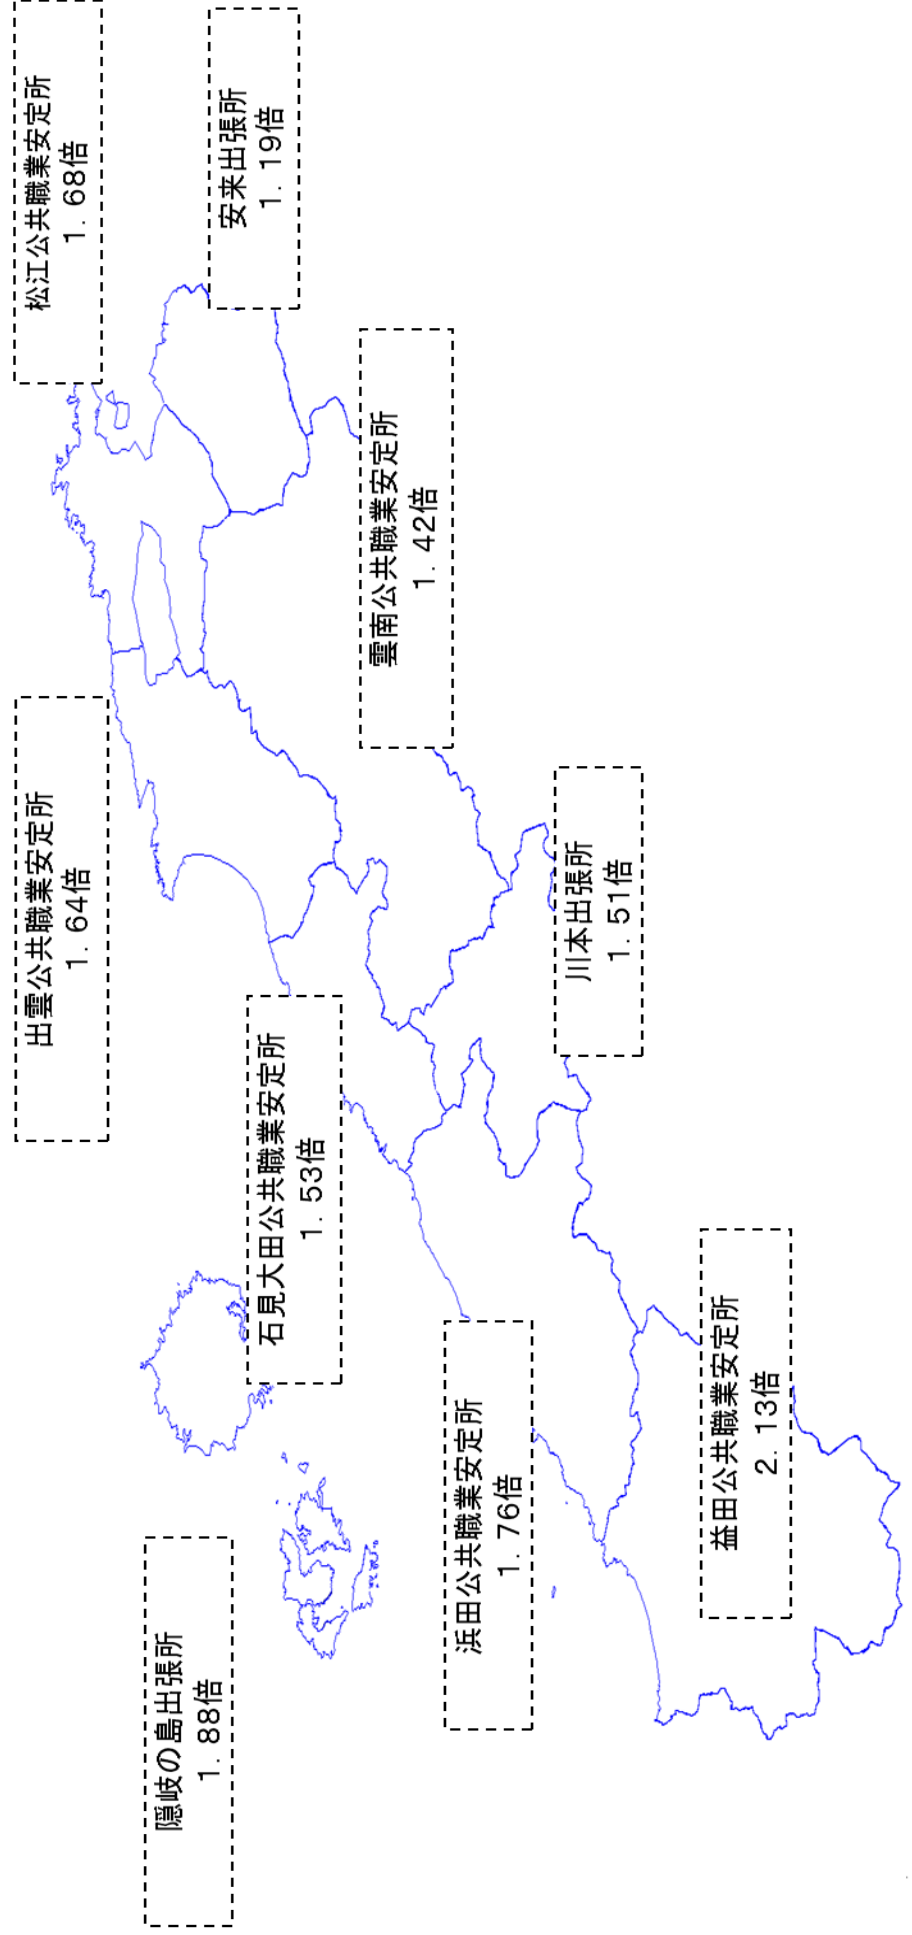 隠岐の島出張所
1．88倍
出雲公共職業安定所
1．64倍
松江公共職業安定所
1．68倍
安来出張所
1．19倍
石見大田公共職業安定所
1．53倍
雲南公共職業安定所
1．42倍
浜田公共職業安定所
1．76倍
川本出張所
1．51倍
益田公共職業安定所
2．13倍